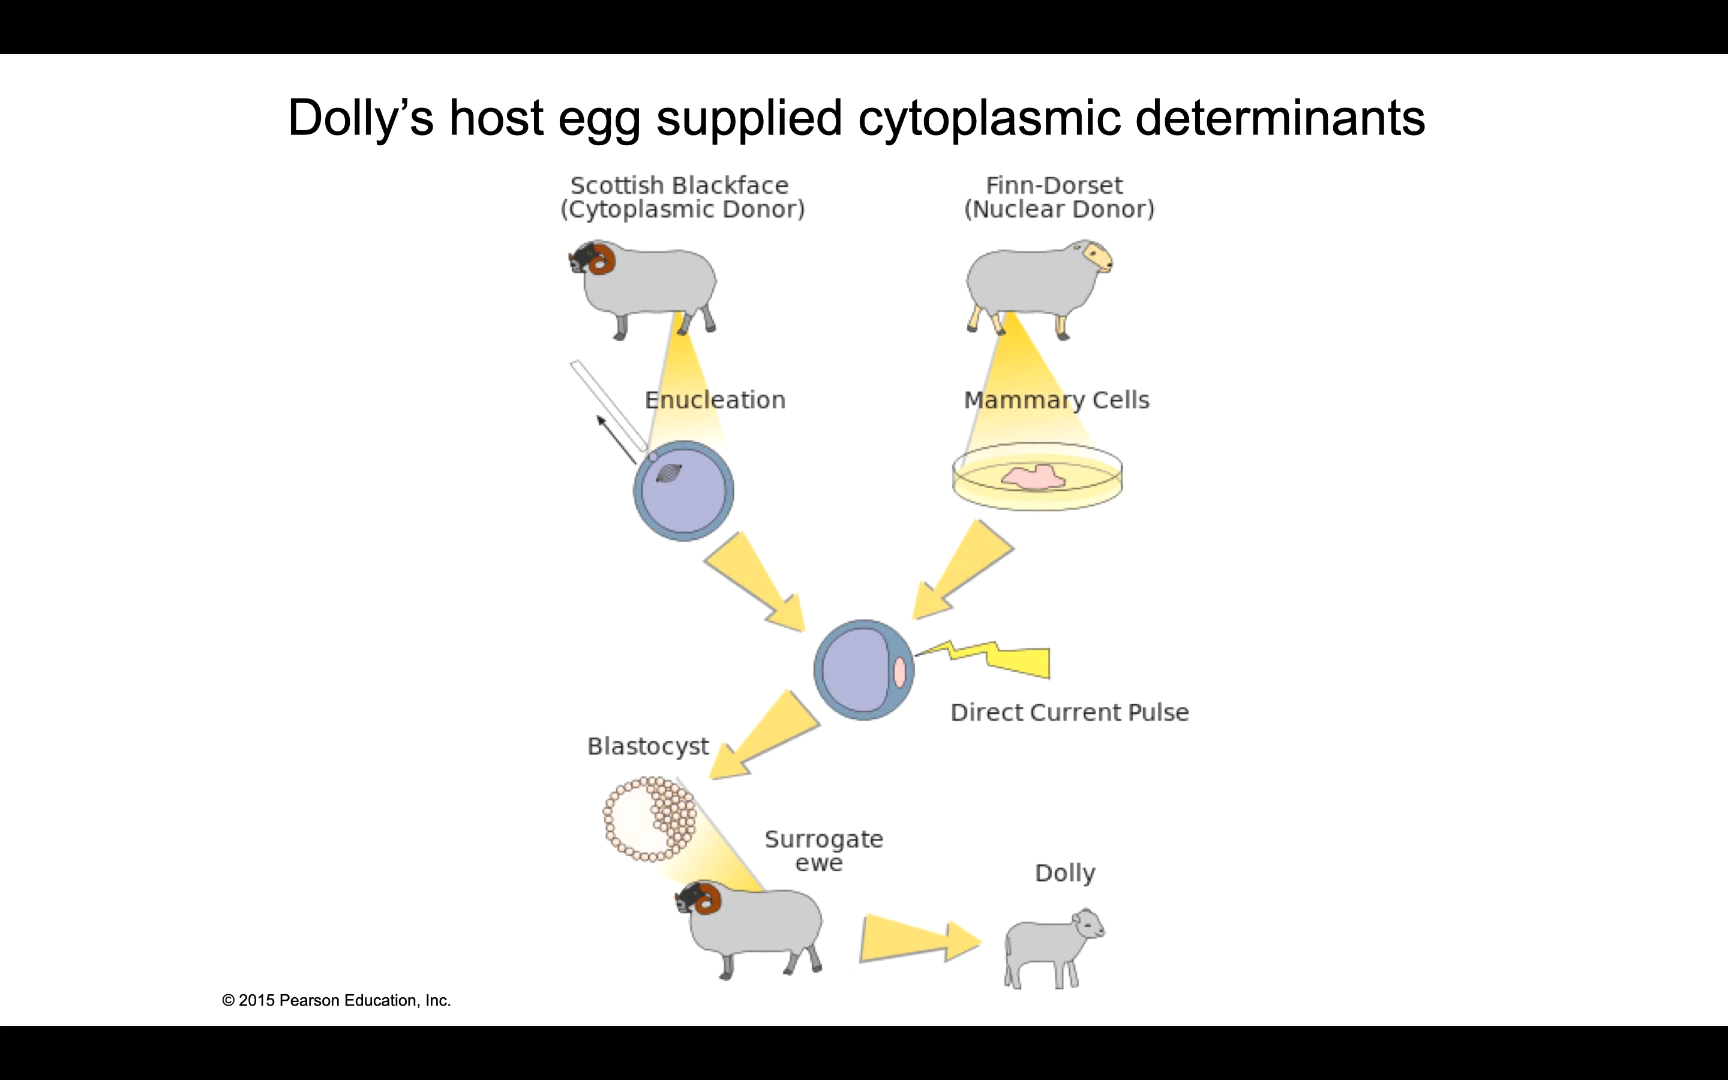 Dolly’s host egg supplied cytoplasmic determinants
Scottish Blackface
(Cytoplasmic Donor)
Finn-Dorset
(Nuclear Donor)
Enucleation
Mammary Cells
Direct Current Pulse
Blastocyst
Surrogate
ewe
Dolly
© 2015 Pearson Education, Inc.